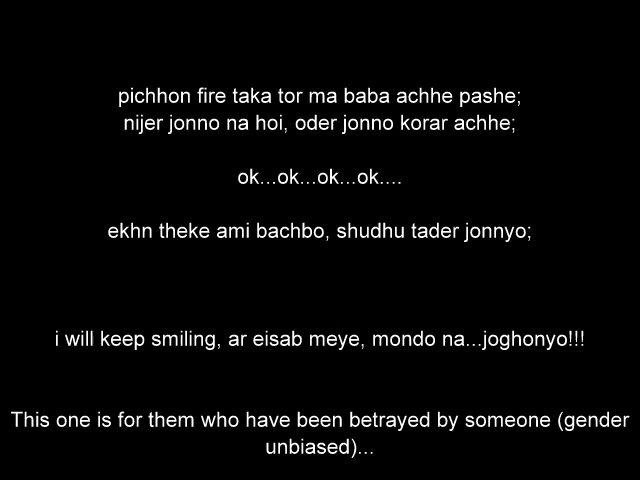 pichhon fire taka tor ma baba achhe pashe;
nijer jonno na hoi, oder jonno korar achhe;
ok...ok...ok...ok....
ekhn theke ami bachbo, shudhu tader jonnyo;
i will keep smiling, ar eisab meye, mondo na...joghonyo!!!
This one is for them who have been betrayed by someone (gender
unbiased)...